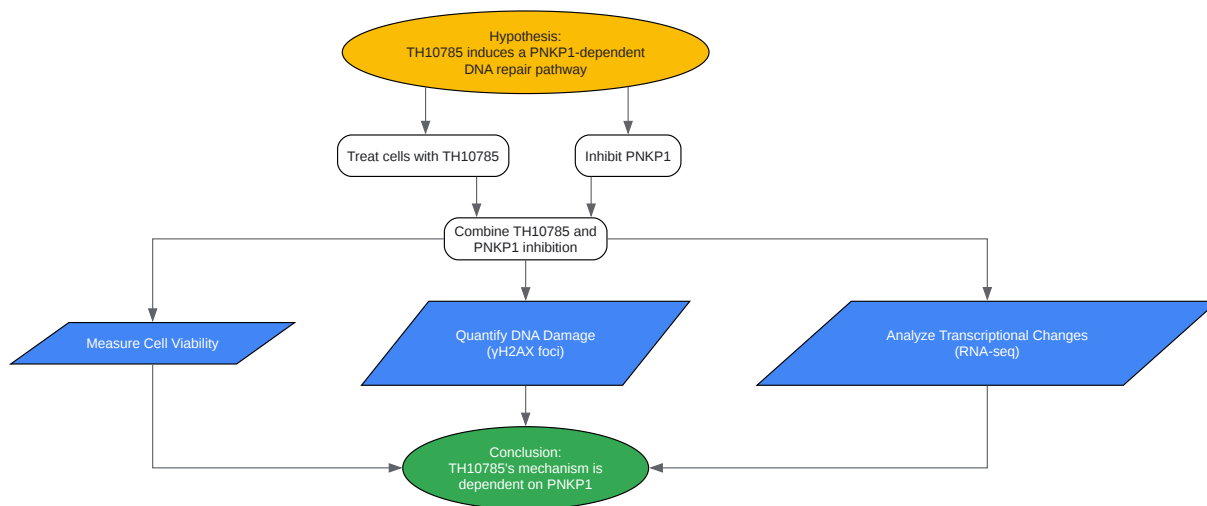 Hypothesis:
TH10785 induces a PNKP1-dependent
DNA repair pathway
Treat cells with TH10785
Inhibit PNKP1
Combine TH10785 and
PNKP1 inhibition
Measure Cell Viability
Quantify DNA Damage
(γH2AX foci)
Analyze Transcriptional Changes
(RNA-seq)
Conclusion:
TH10785's mechanism is
dependent on PNKP1